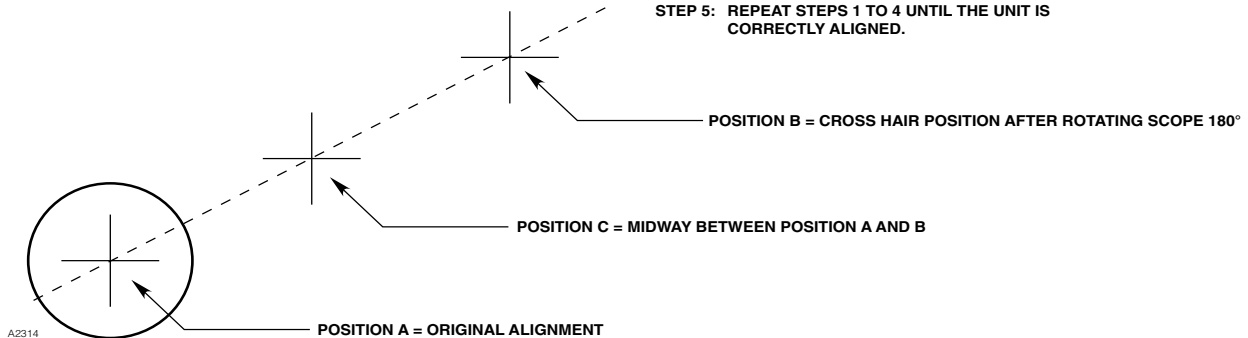 STEP 5: REPEAT STEPS 1 TO 4 UNTIL THE UNIT IS
CORRECTLY ALIGNED.
POSITION B = CROSS HAIR POSITION AFTER ROTATING SCOPE 180°
POSITION C = MIDWAY BETWEEN POSITION A AND B
POSITION A = ORIGINAL ALIGNMENT
A2314